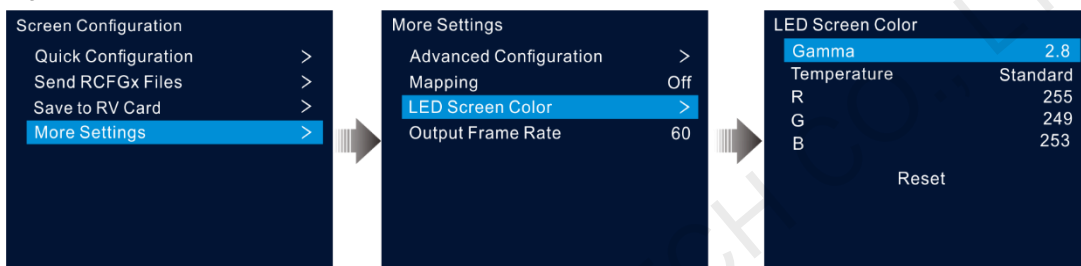 Screen Configuration
Quick Configuration >
Send RCFGx Files >
Save to RV Card >
More Settings >
More Settings
Advanced Configuration >
Mapping Off
LED Screen Color >
Output Frame Rate 60
LED Screen Color
Gamma 2.8
Temperature Standard
R 255
G 249
B 253
Reset